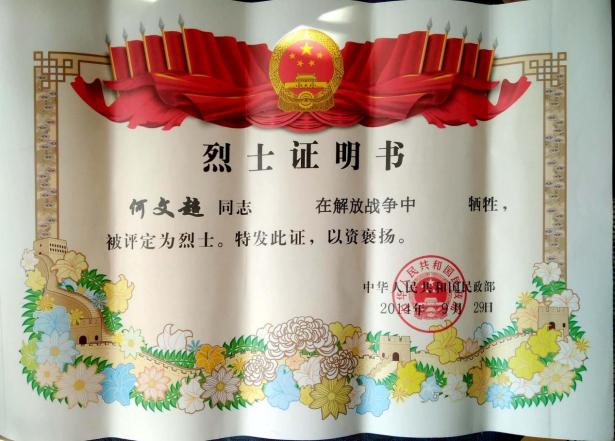 烈士证明书
何文超 同志 在解放战争中 牺牲，
被评定为烈士。特发此证，以资褒扬。
中华人民共和国民政部
2014年 9月 29日